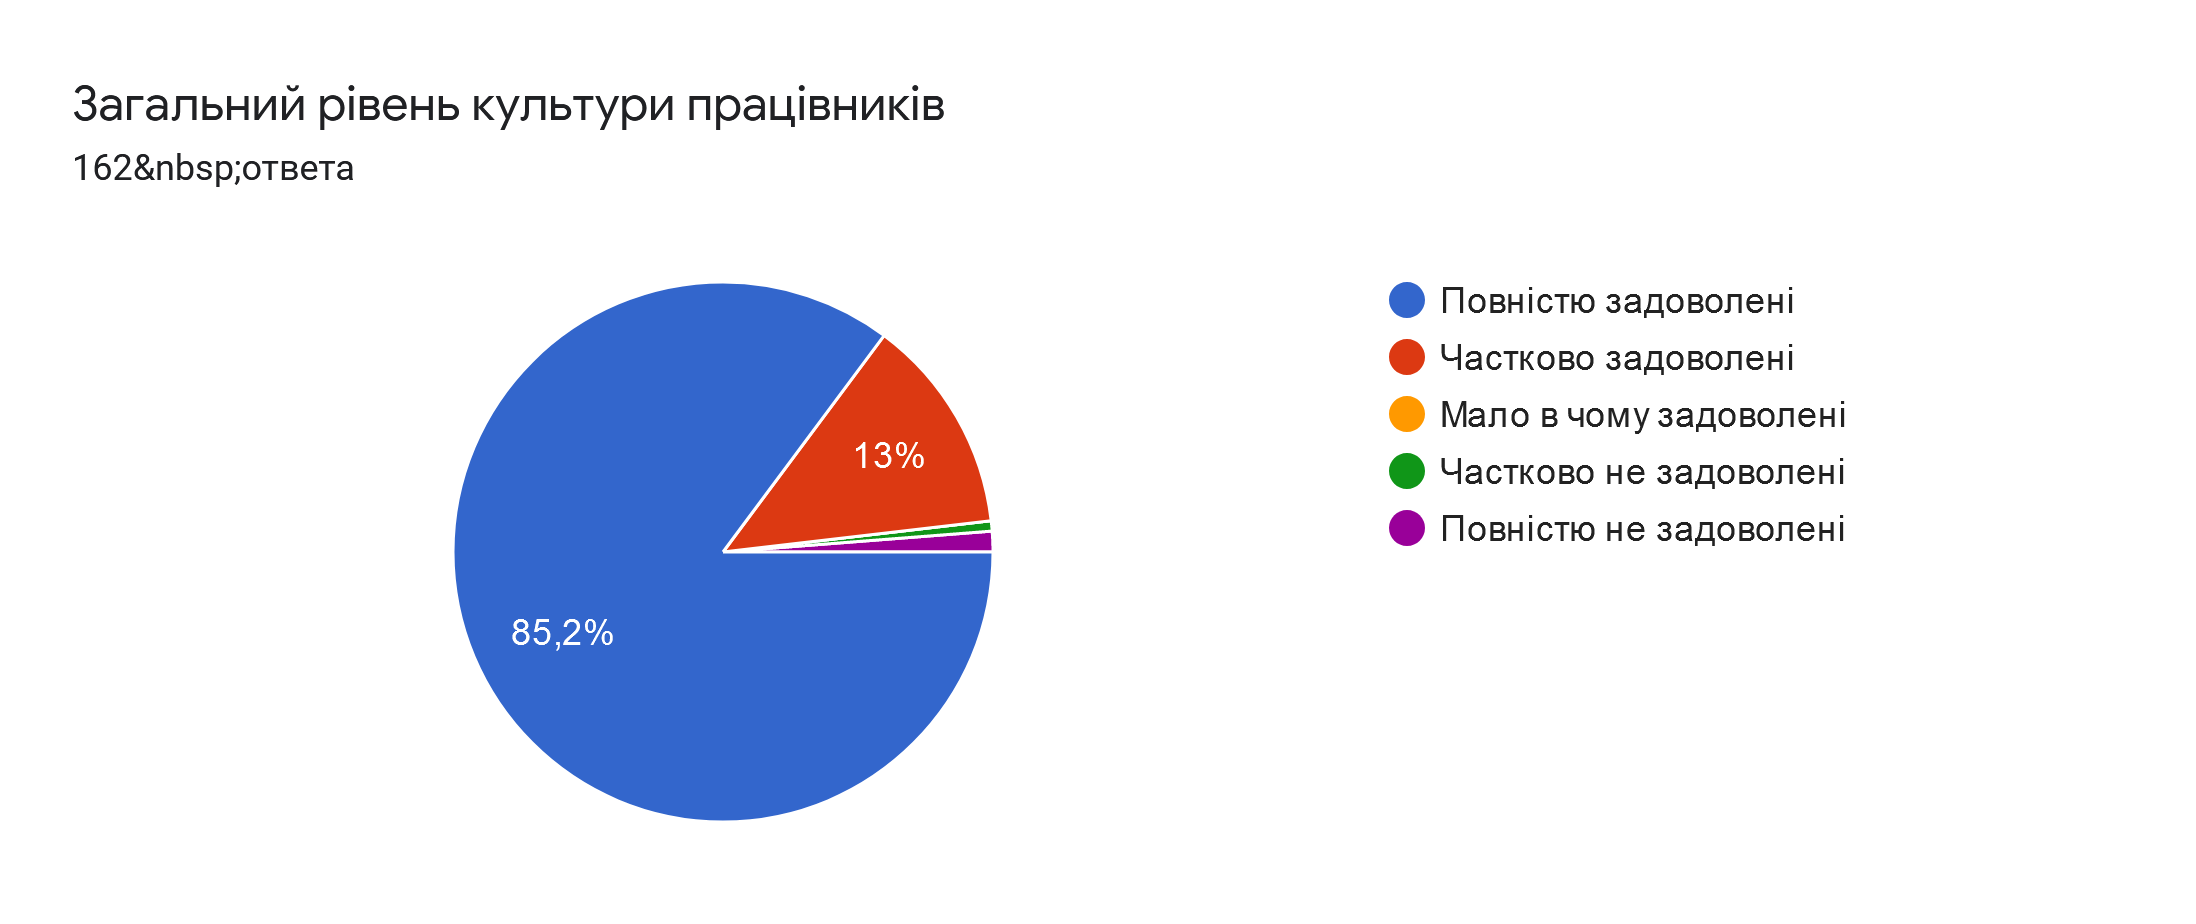 Загальний рівень культури працівників
162&nbsp;ответа
Повністю задоволені
Частково задоволені
Мало в чому задоволені
Частково не задоволені
Повністю не задоволені
13%
85,2%